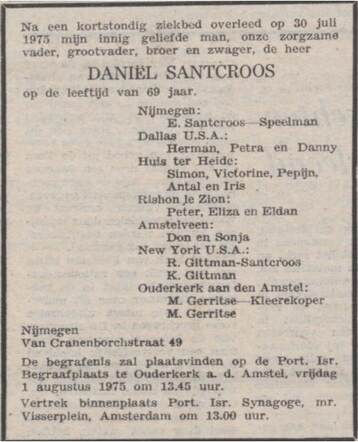 Na een kortstondig ziekbed overleed op 30 juli
1975 mijn innig geliefde man, onze zorgzame
vader, grootvader, broer en zwager, de heer
DANIËL SANTCROOS
op de leeftijd van 69 jaar.
Nijmegen:
E. Santcroos—Speelman
Dallas U.S.A.:
Herman, Petra en Danny
Huis ter Heide:
Simon, Victorine, Pepijn,
Antal en Iris
Rishon le Zion:
Peter, Eliza en Eldan
Amstelveen:
Don en Sonja
New York U.S.A.:
R. Gittman-Santcroos
K. Gittman
Ouderkerk aan den Amstel:
M. Gerritse—Kleerekoper
M. Gerritse
Nijmegen
Van Cranenborchstraat 49
De begrafenis zal plaatsvinden op de Port. Isr.
Begraafplaats te Ouderkerk a. d. Amstel, vrijdag
1 augustus 1975 om 13.45 uur.
Vertrek binnenplaats Port. Isr. Synagoge, mr.
Visserplein, Amsterdam om 13.00 uur.